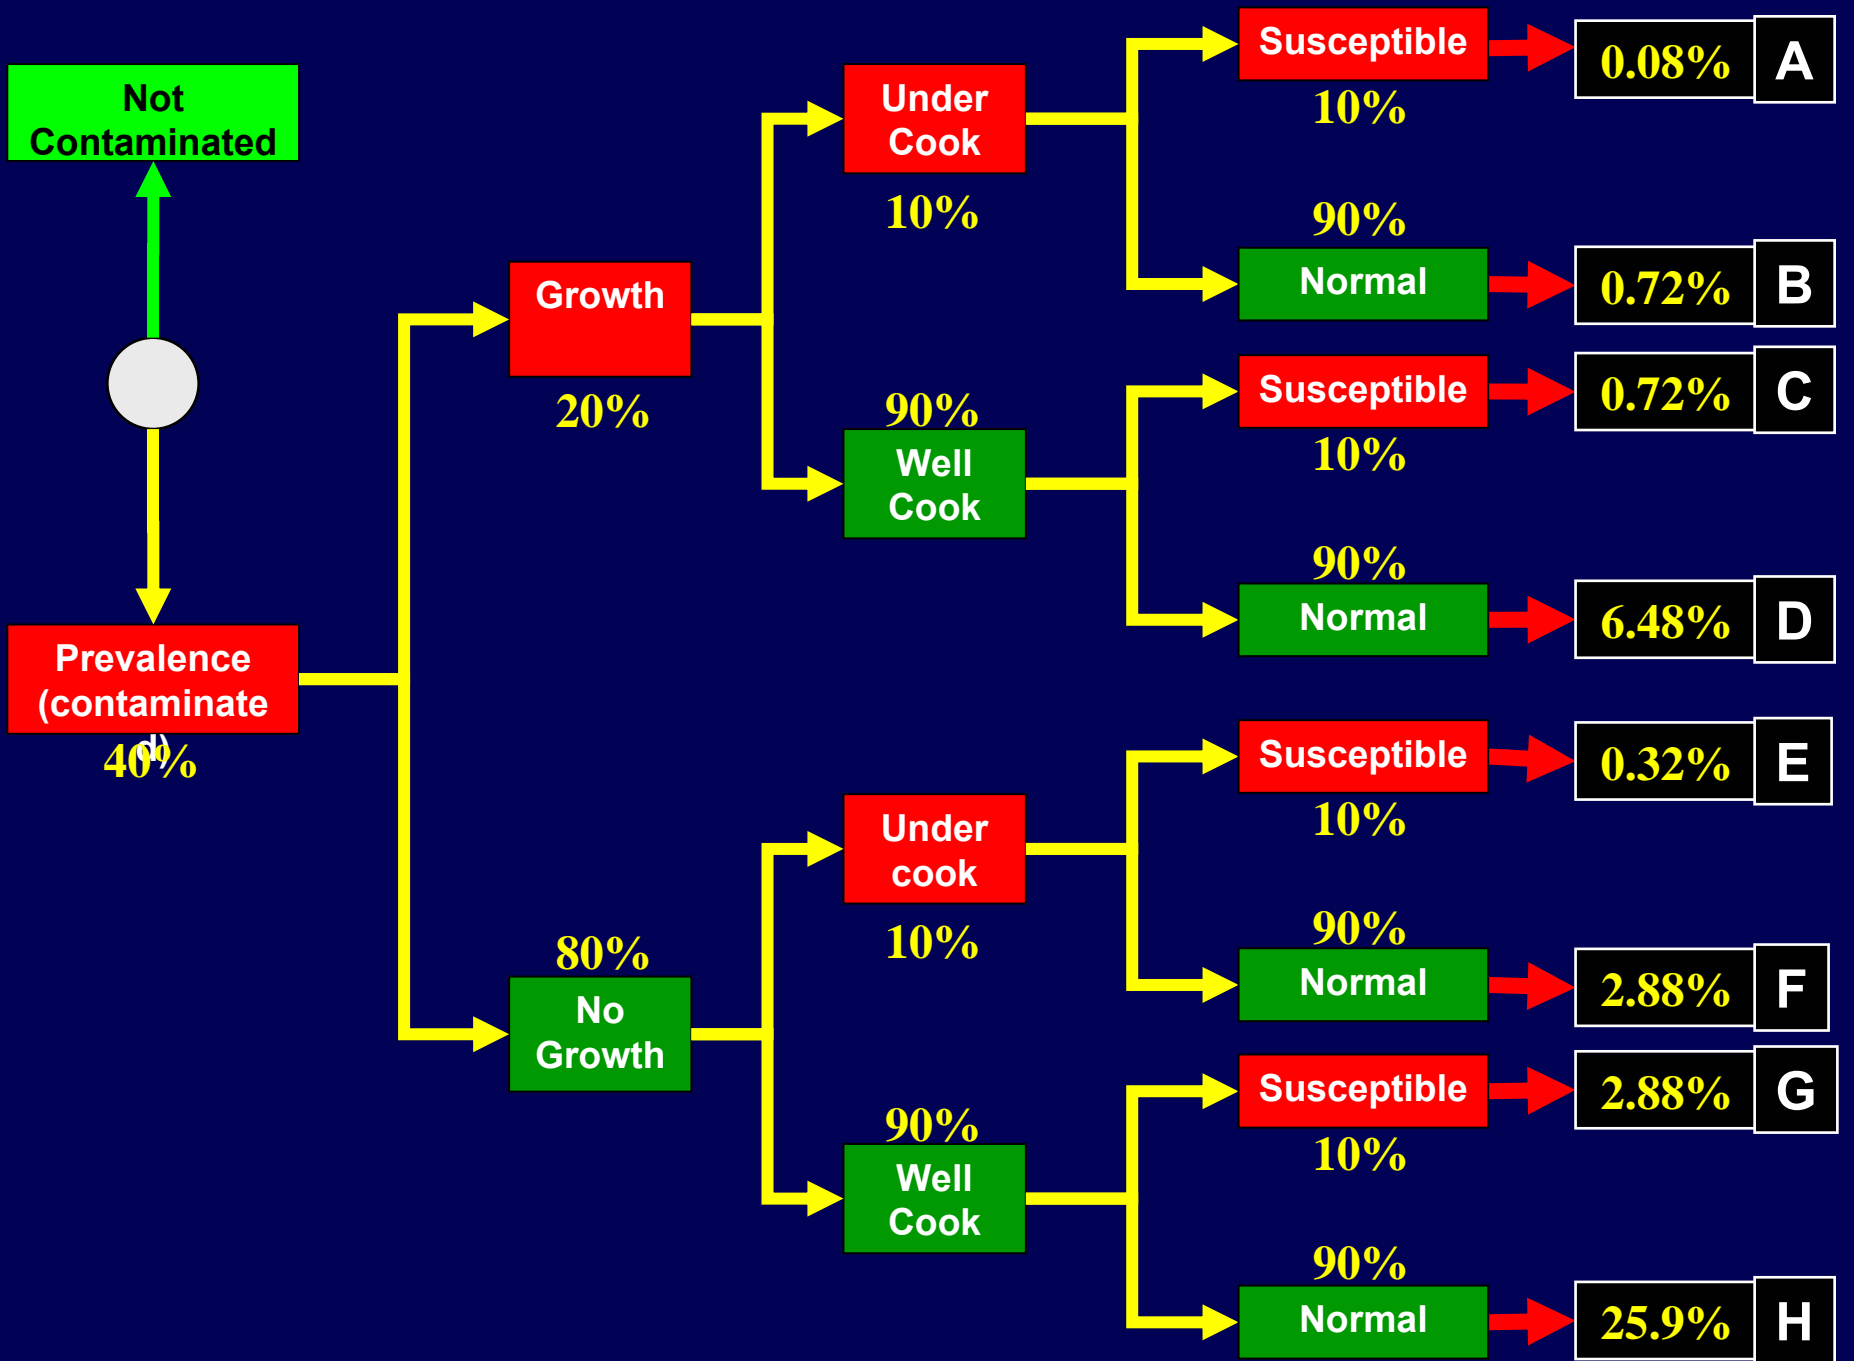 Not
Contaminated
Prevalence
(contaminate
d)
40%
Growth
20%
80%
No
Growth
Under
Cook
10%
90%
Well
Cook
Under
cook
10%
90%
Well
Cook
Susceptible
10%
0.08% A
90%
Normal
0.72% B
Susceptible
10%
0.72% C
90%
Normal
6.48% D
Susceptible
10%
0.32% E
90%
Normal
2.88% F
Susceptible
10%
2.88% G
90%
Normal
25.9% H